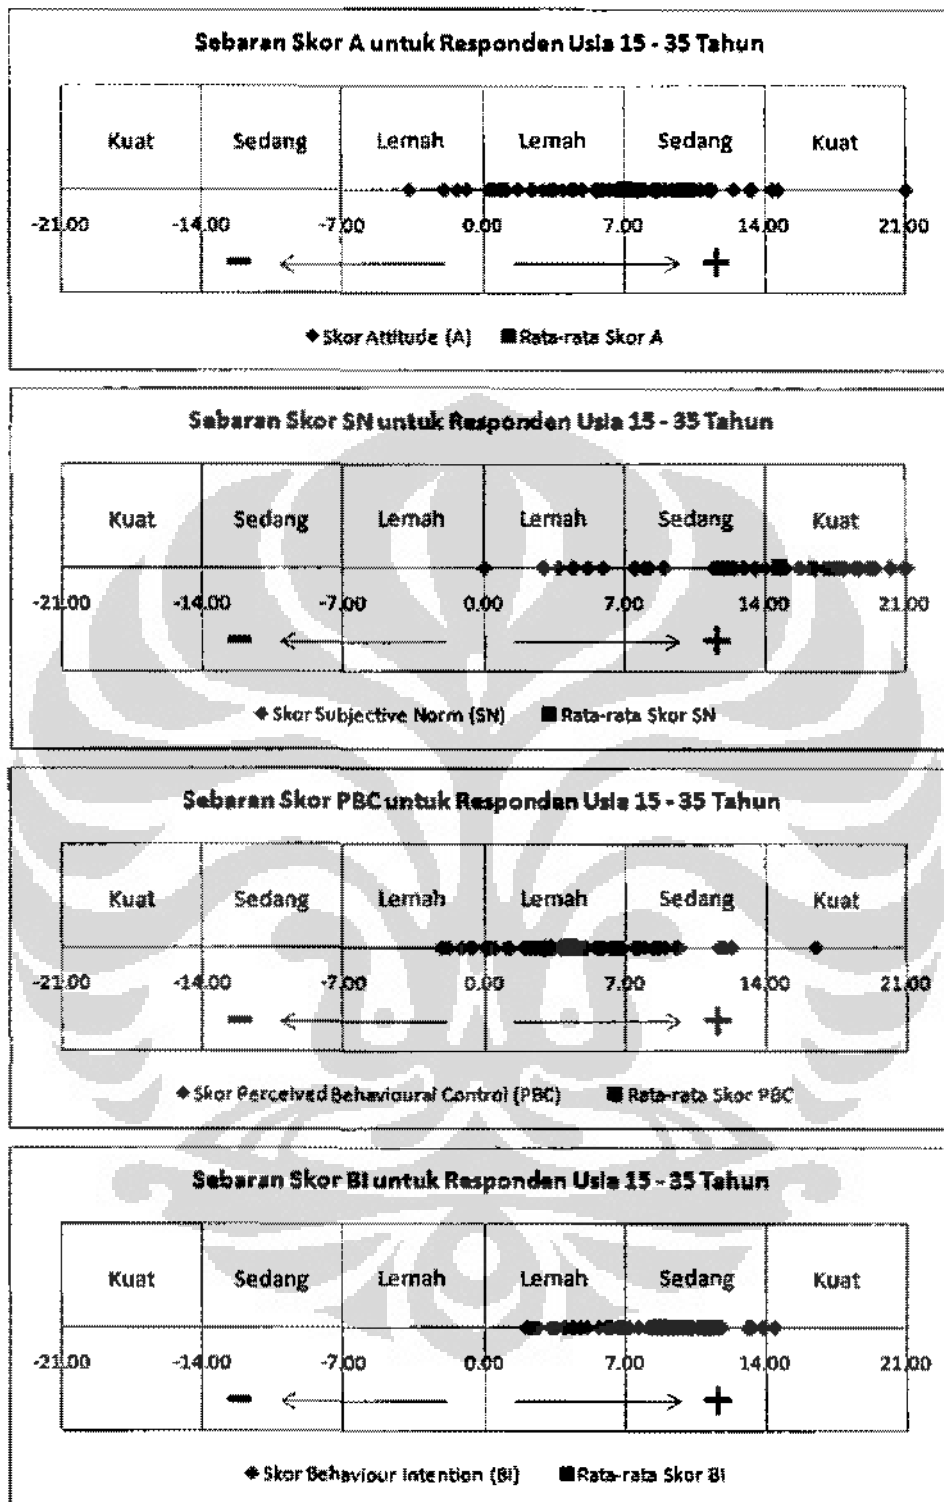 Sebaran Skor A untuk Responden Usia 15 - 35 Tahun
Kuat Sedang Lemah Lemah Sedang Kuat
-21.00 -14.00 -7.00 0.00 7.00 14.00 21.00
− +
Skor Attitude (A) Rata-rata Skor A
Sebaran Skor SN untuk Responden Usia 15 - 35 Tahun
Kuat Sedang Lemah Lemah Sedang Kuat
-21.00 -14.00 -7.00 0.00 7.00 14.00 21.00
− +
Skor Subjective Norm (SN) Rata-rata Skor SN
Sebaran Skor PBC untuk Responden Usia 15 - 35 Tahun
Kuat Sedang Lemah Lemah Sedang Kuat
-21.00 -14.00 -7.00 0.00 7.00 14.00 21.00
− +
Skor Perceived Behavioural Control (PBC) Rata-rata Skor PBC
Sebaran Skor BI untuk Responden Usia 15 - 35 Tahun
Kuat Sedang Lemah Lemah Sedang Kuat
-21.00 -14.00 -7.00 0.00 7.00 14.00 21.00
− +
Skor Behaviour Intention (BI) Rata-rata Skor BI